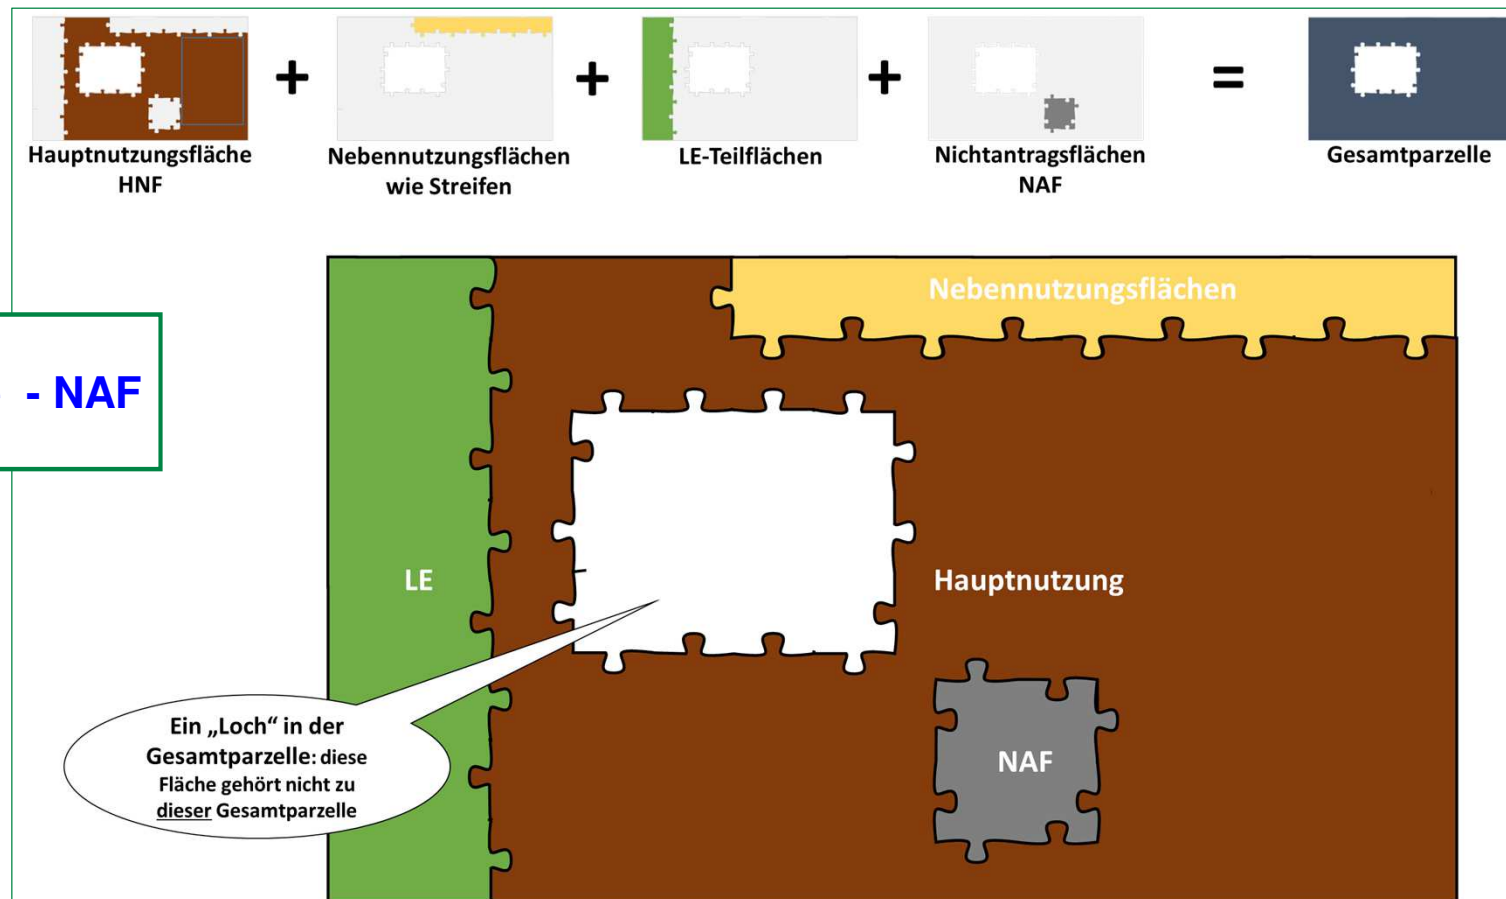 +
+
+
=
Hauptnutzungsfläche
HNF
Nebennutzungsflächen
wie Streifen
LE-Teilflächen
Nichtantragsflächen
NAF
Gesamtparzelle
- NAF
Nebennutzungsflächen
LE
Hauptnutzung
NAF
Ein „Loch“ in der
Gesamtparzelle: diese
Fläche gehört nicht zu
dieser Gesamtparzelle